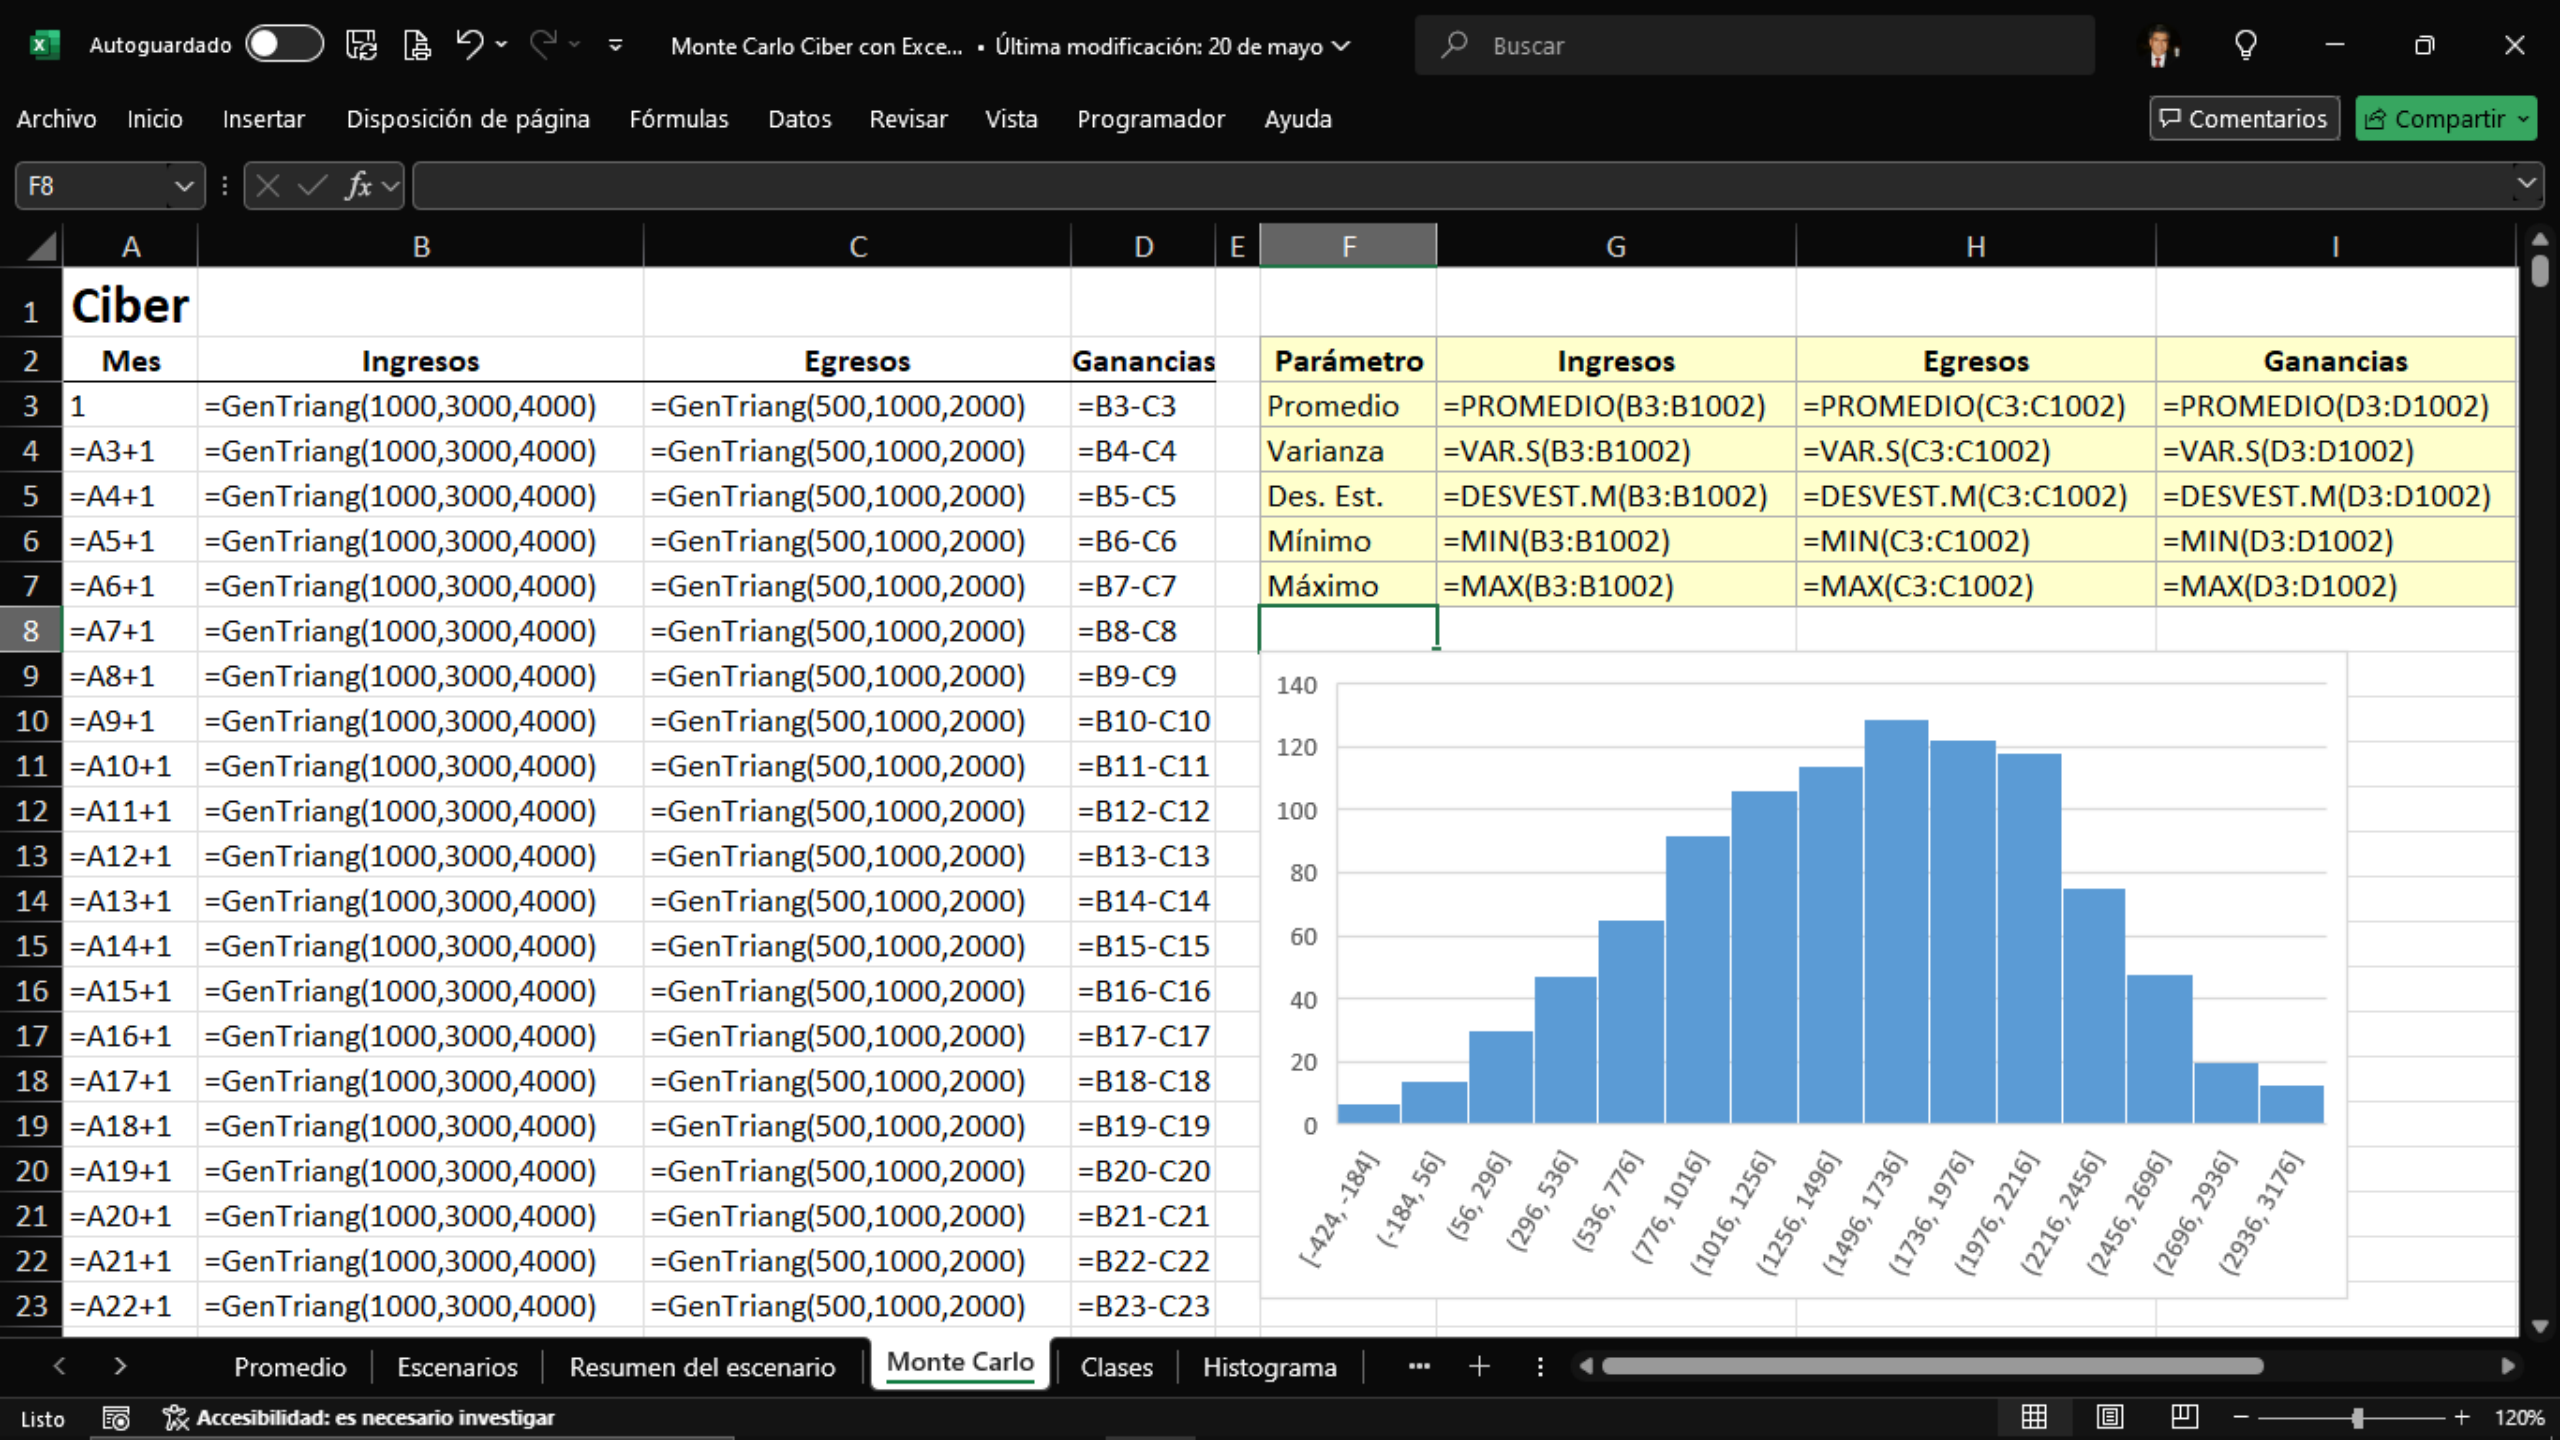 Autoguardado Monte Carlo Ciber con Exce... • Última modificación: 20 de mayo Buscar
Archivo Inicio Insertar Disposición de página Fórmulas Datos Revisar Vista Programador Ayuda Comentarios Compartir
F8 fx
A B C D E F G H I
1 Ciber
2 Mes Ingresos Egresos Ganancias Parámetro Ingresos Egresos Ganancias
3 1 =GenTriang(1000,3000,4000) =GenTriang(500,1000,2000) =B3-C3 Promedio =PROMEDIO(B3:B1002) =PROMEDIO(C3:C1002) =PROMEDIO(D3:D1002)
4 =A3+1 =GenTriang(1000,3000,4000) =GenTriang(500,1000,2000) =B4-C4 Varianza =VAR.S(B3:B1002) =VAR.S(C3:C1002) =VAR.S(D3:D1002)
5 =A4+1 =GenTriang(1000,3000,4000) =GenTriang(500,1000,2000) =B5-C5 Des. Est. =DESVEST.M(B3:B1002) =DESVEST.M(C3:C1002) =DESVEST.M(D3:D1002)
6 =A5+1 =GenTriang(1000,3000,4000) =GenTriang(500,1000,2000) =B6-C6 Mínimo =MIN(B3:B1002) =MIN(C3:C1002) =MIN(D3:D1002)
7 =A6+1 =GenTriang(1000,3000,4000) =GenTriang(500,1000,2000) =B7-C7 Máximo =MAX(B3:B1002) =MAX(C3:C1002) =MAX(D3:D1002)
8 =A7+1 =GenTriang(1000,3000,4000) =GenTriang(500,1000,2000) =B8-C8
9 =A8+1 =GenTriang(1000,3000,4000) =GenTriang(500,1000,2000) =B9-C9
10 =A9+1 =GenTriang(1000,3000,4000) =GenTriang(500,1000,2000) =B10-C10
11 =A10+1 =GenTriang(1000,3000,4000) =GenTriang(500,1000,2000) =B11-C11
12 =A11+1 =GenTriang(1000,3000,4000) =GenTriang(500,1000,2000) =B12-C12
13 =A12+1 =GenTriang(1000,3000,4000) =GenTriang(500,1000,2000) =B13-C13
14 =A13+1 =GenTriang(1000,3000,4000) =GenTriang(500,1000,2000) =B14-C14
15 =A14+1 =GenTriang(1000,3000,4000) =GenTriang(500,1000,2000) =B15-C15
16 =A15+1 =GenTriang(1000,3000,4000) =GenTriang(500,1000,2000) =B16-C16
17 =A16+1 =GenTriang(1000,3000,4000) =GenTriang(500,1000,2000) =B17-C17
18 =A17+1 =GenTriang(1000,3000,4000) =GenTriang(500,1000,2000) =B18-C18
19 =A18+1 =GenTriang(1000,3000,4000) =GenTriang(500,1000,2000) =B19-C19
20 =A19+1 =GenTriang(1000,3000,4000) =GenTriang(500,1000,2000) =B20-C20
21 =A20+1 =GenTriang(1000,3000,4000) =GenTriang(500,1000,2000) =B21-C21
22 =A21+1 =GenTriang(1000,3000,4000) =GenTriang(500,1000,2000) =B22-C22
23 =A22+1 =GenTriang(1000,3000,4000) =GenTriang(500,1000,2000) =B23-C23
140
120
100
80
60
40
20
0
[-424, -184] (-184, 56] (56, 296] (296, 536] (536, 776] (776, 1016] (1016, 1256] (1256, 1496] (1496, 1736] (1736, 1976] (1976, 2216] (2216, 2456] (2456, 2696] (2696, 2936] (2936, 3176]
Promedio Escenarios Resumen del escenario Monte Carlo Clases Histograma ...
Listo Accesibilidad: es necesario investigar 120%